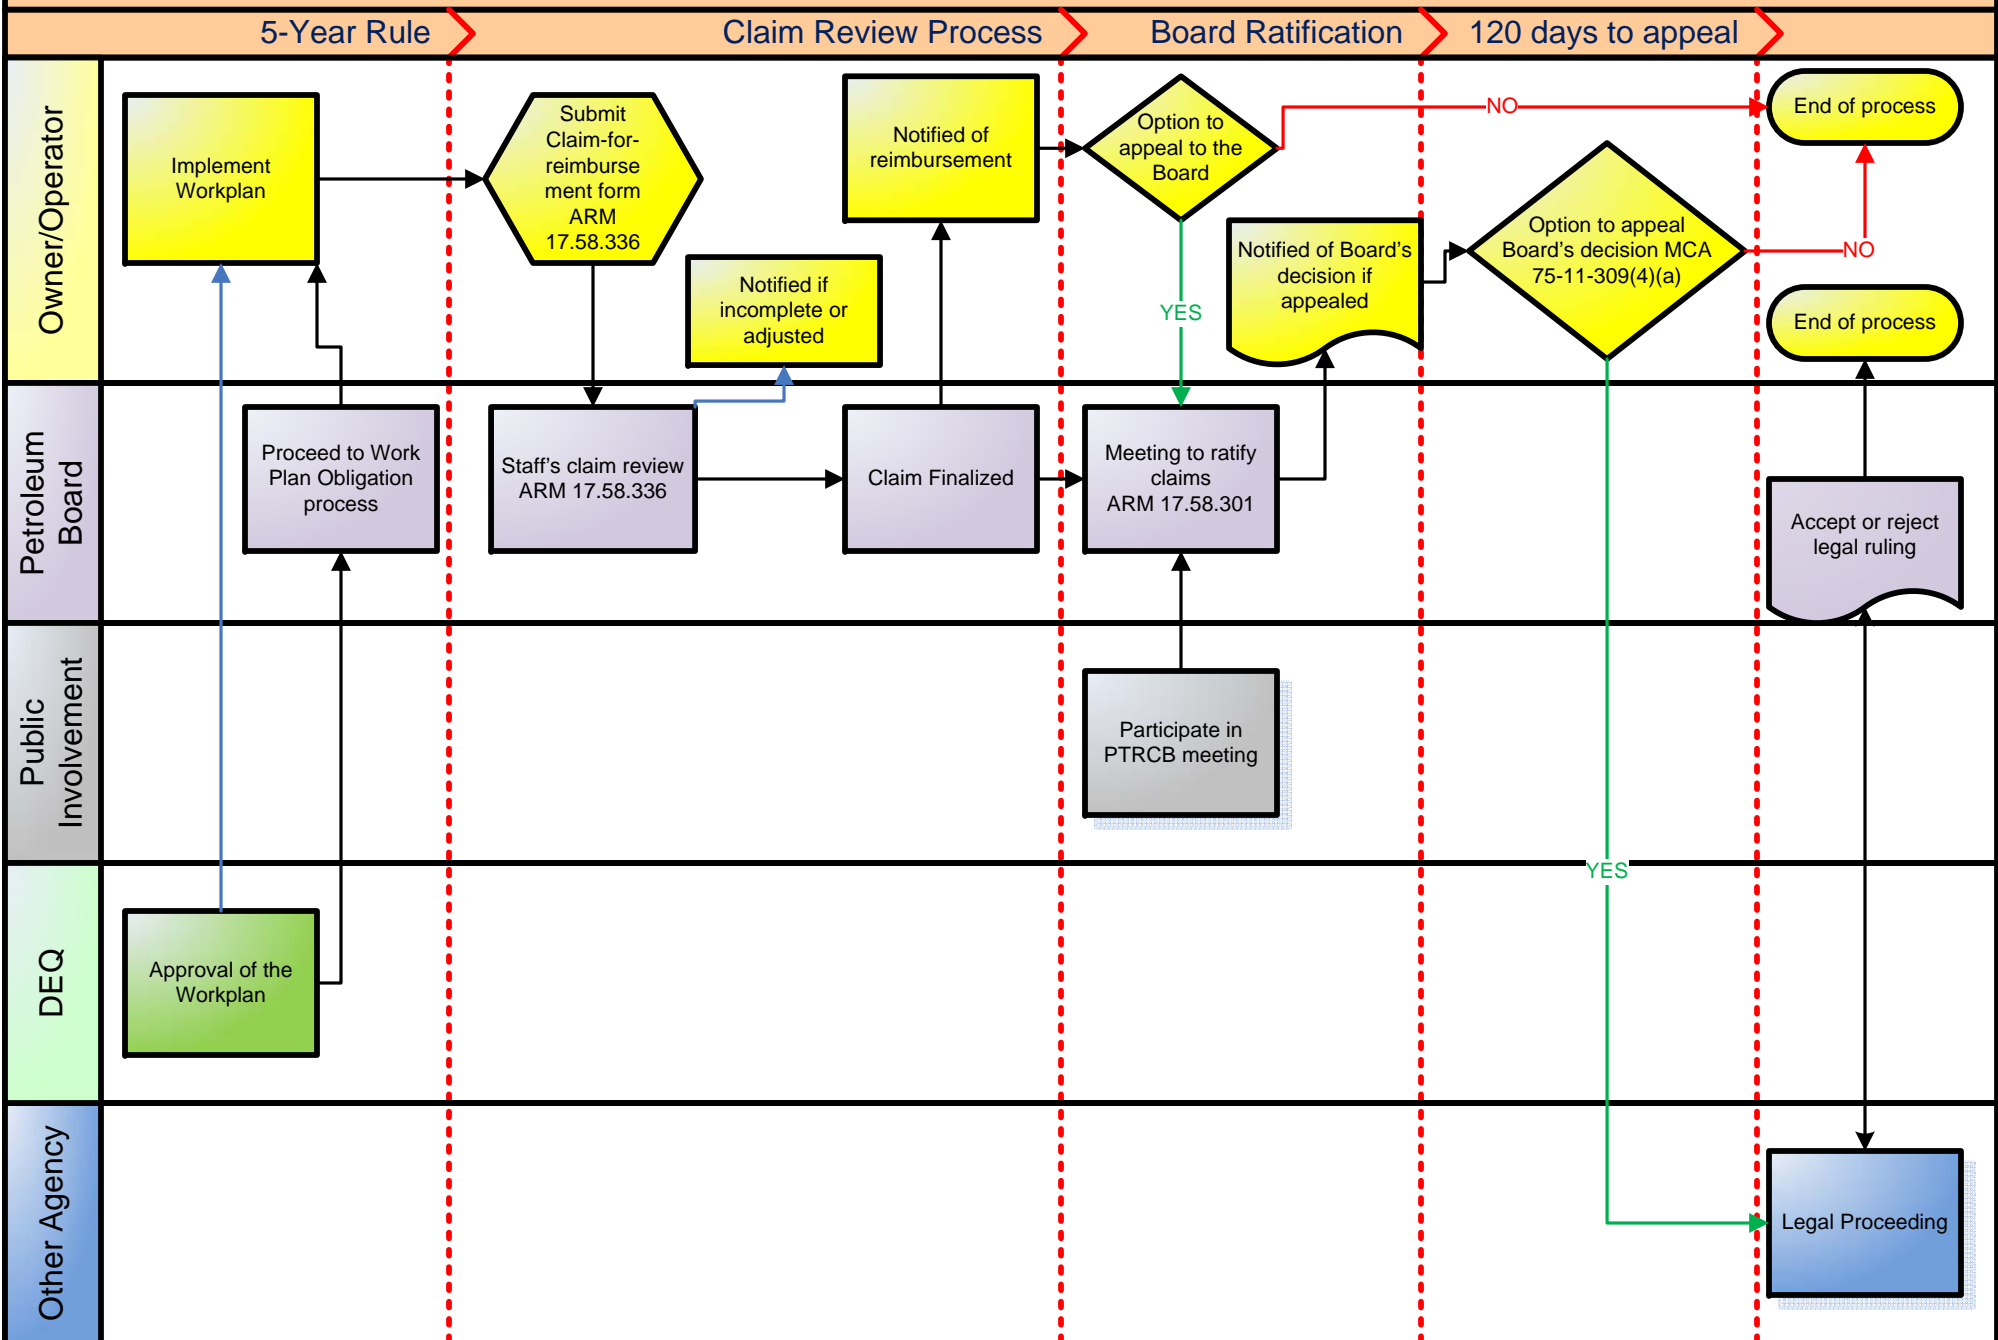 5-Year Rule
Claim Review Process
Board Ratification
120 days to appeal
Owner/Operator
Implement
Workplan
Submit
Claim-for-
reimburse
ment form
ARM
17.58.336
Notified if
incomplete or
adjusted
Notified of
reimbursement
Option to
appeal to the
Board
NO
YES
Notified of Board's
decision if
appealed
Option to appeal
Board's decision MCA
75-11-309(4)(a)
NO
YES
End of process
End of process
Petroleum
Board
Proceed to Work
Plan Obligation
process
Staff's claim review
ARM 17.58.336
Claim Finalized
Meeting to ratify
claims
ARM 17.58.301
Accept or reject
legal ruling
Public
Involvement
Participate in
PTRCB meeting
DEQ
Approval of the
Workplan
Other Agency
Legal Proceeding